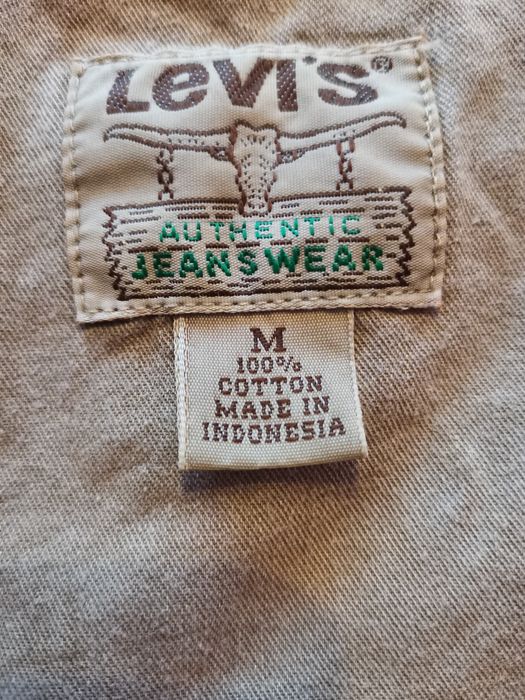 Levi's®
AUTHENTIC
JEANSWEAR
M
100%
COTTON
MADE IN
INDONESIA